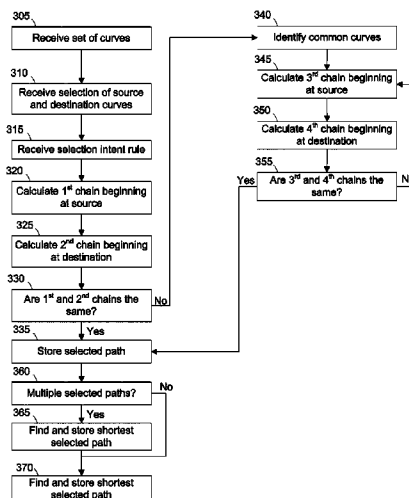 305
Receive set of curves
310
Receive selection of source
and destination curves
315
Receive selection intent rule
320
Calculate 1st chain beginning
at source
325
Calculate 2nd chain beginning
at destination
330
Are 1st and 2nd chains the
same?
No
Yes
335
Store selected path
360
Multiple selected paths?
No
Yes
365
Find and store shortest
selected path
370
Find and store shortest
selected path
340
Identify common curves
345
Calculate 3rd chain beginning
at source
350
Calculate 4th chain beginning
at destination
355
Yes
Are 3rd and 4th chains the
same?